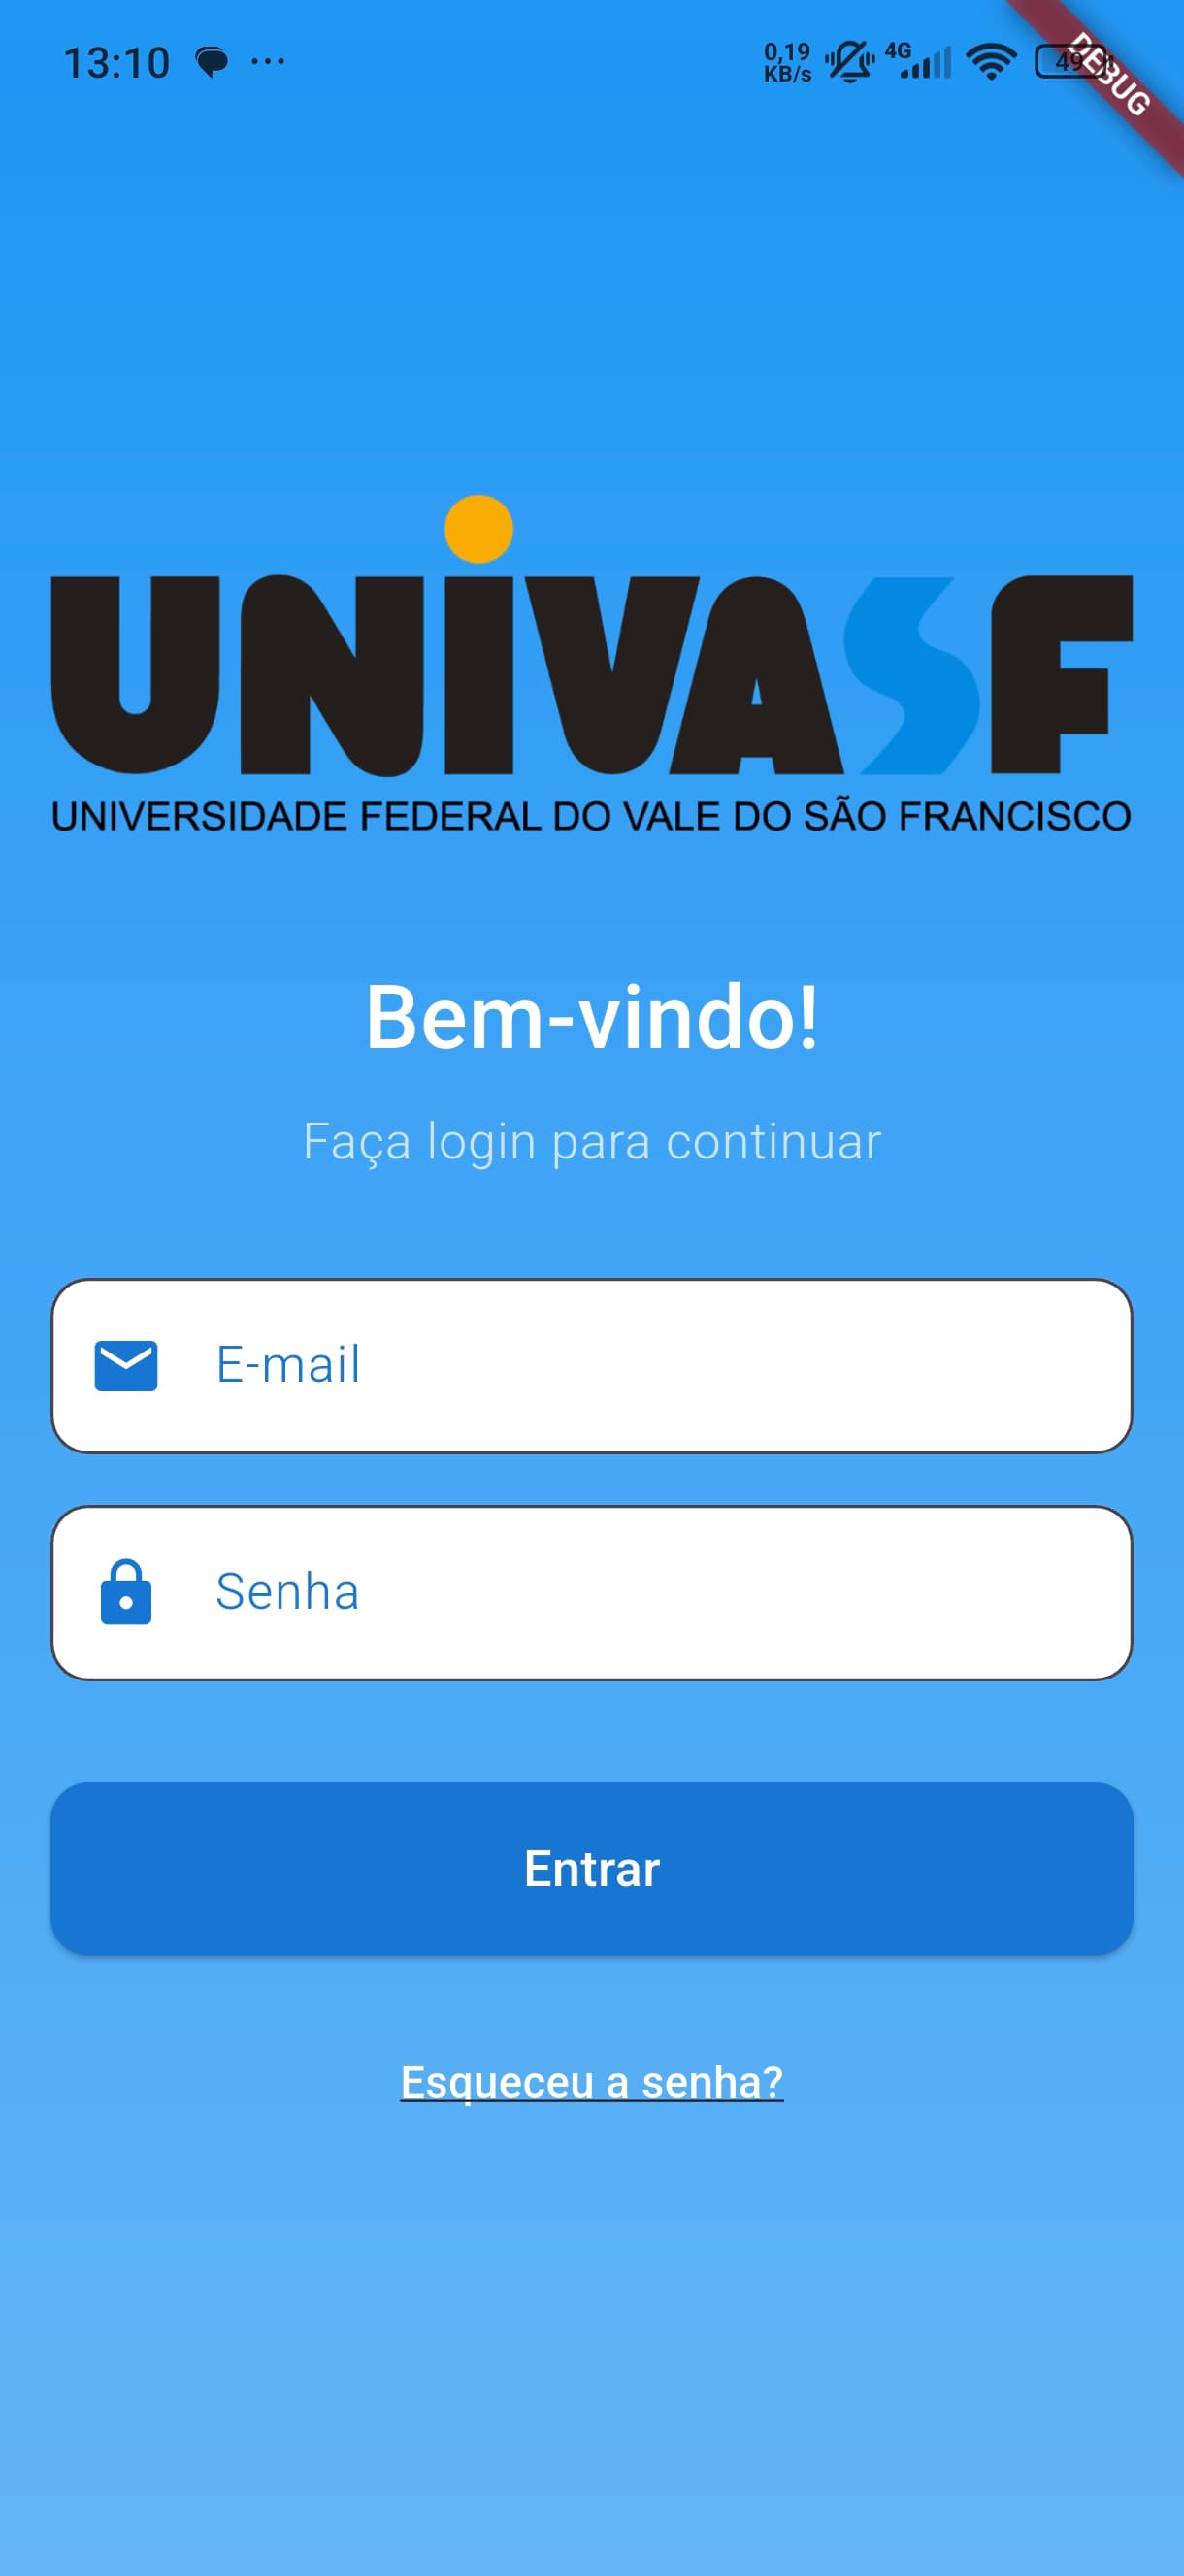 13:10 ... 0,19 KB/s 4G 49
DEBUG
UNIVASF
UNIVERSIDADE FEDERAL DO VALE DO SÃO FRANCISCO
Bem-vindo!
Faça login para continuar
E-mail
Senha
Entrar
Esqueceu a senha?